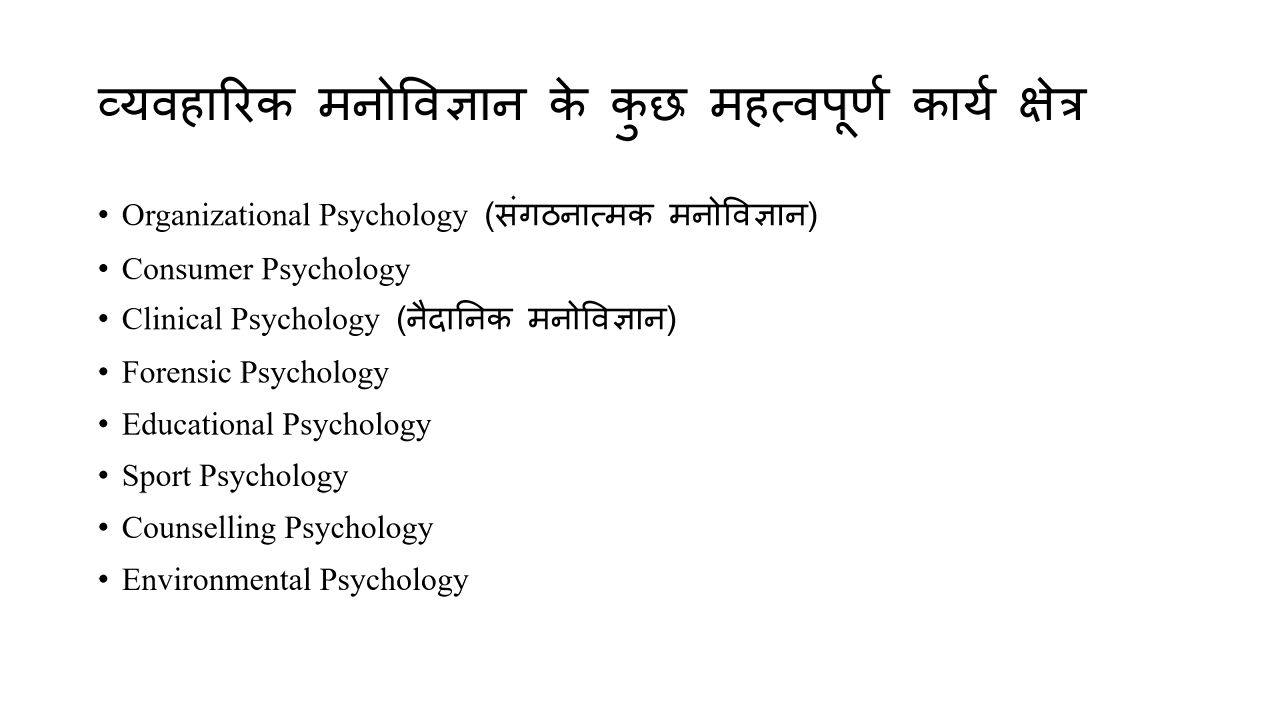 व्यवहारिक मनोविज्ञान के कुछ महत्वपूर्ण कार्य क्षेत्र
• Organizational Psychology (संगठनात्मक मनोविज्ञान)
• Consumer Psychology
• Clinical Psychology (नैदानिक मनोविज्ञान)
• Forensic Psychology
• Educational Psychology
• Sport Psychology
• Counselling Psychology
• Environmental Psychology